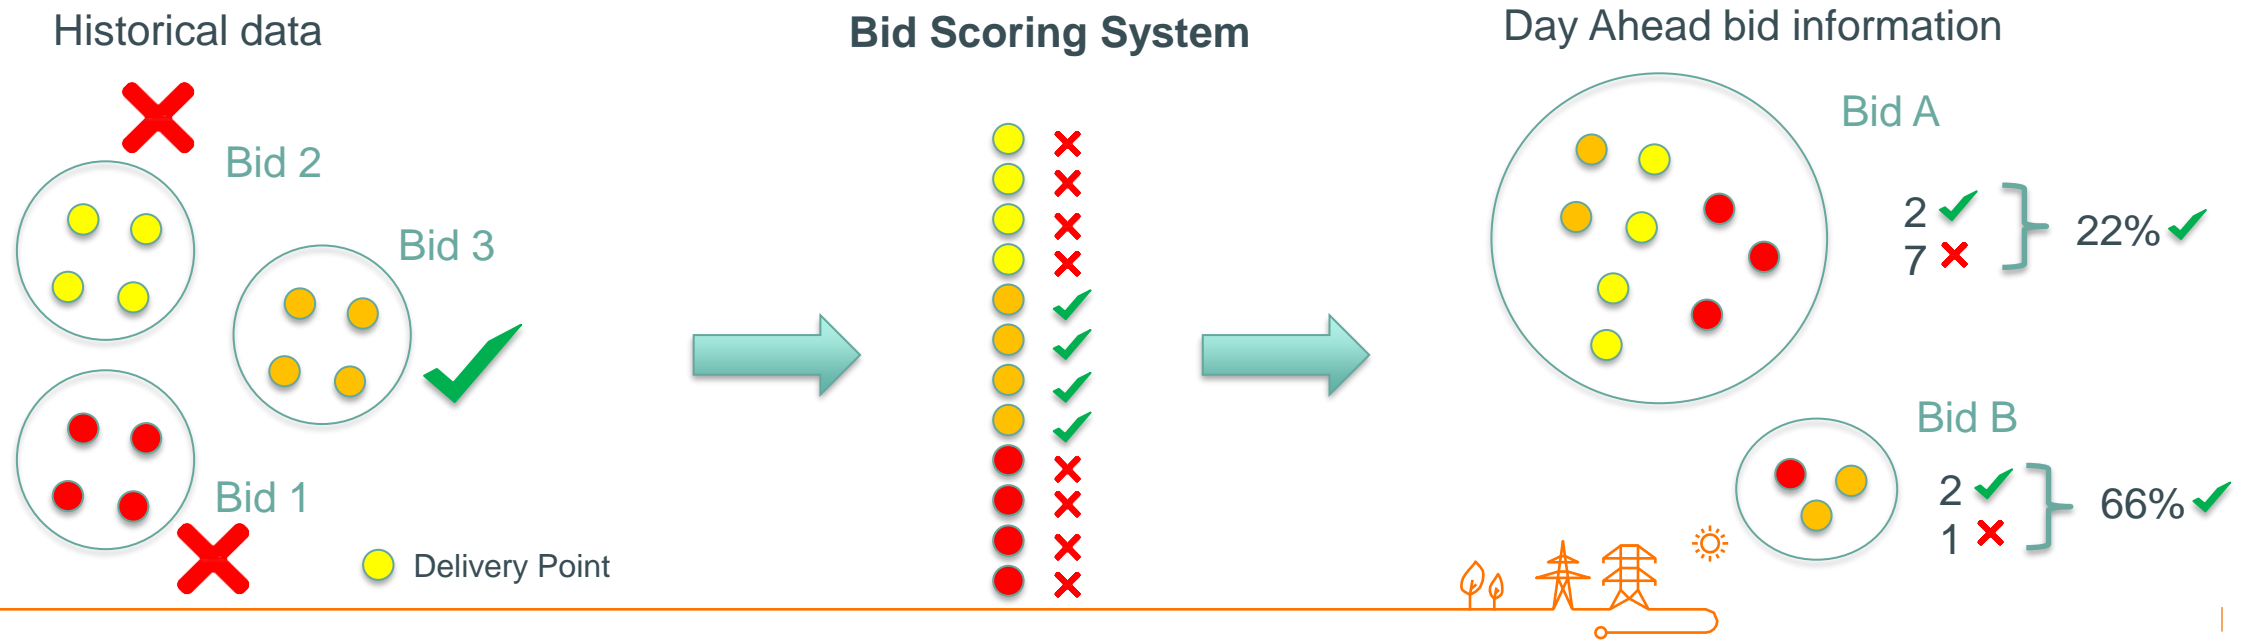 Historical data
Bid Scoring System
Day Ahead bid information
Bid 2
Bid 3
Bid 1
Delivery Point
Bid A
2
7
22%
Bid B
2
1
66%